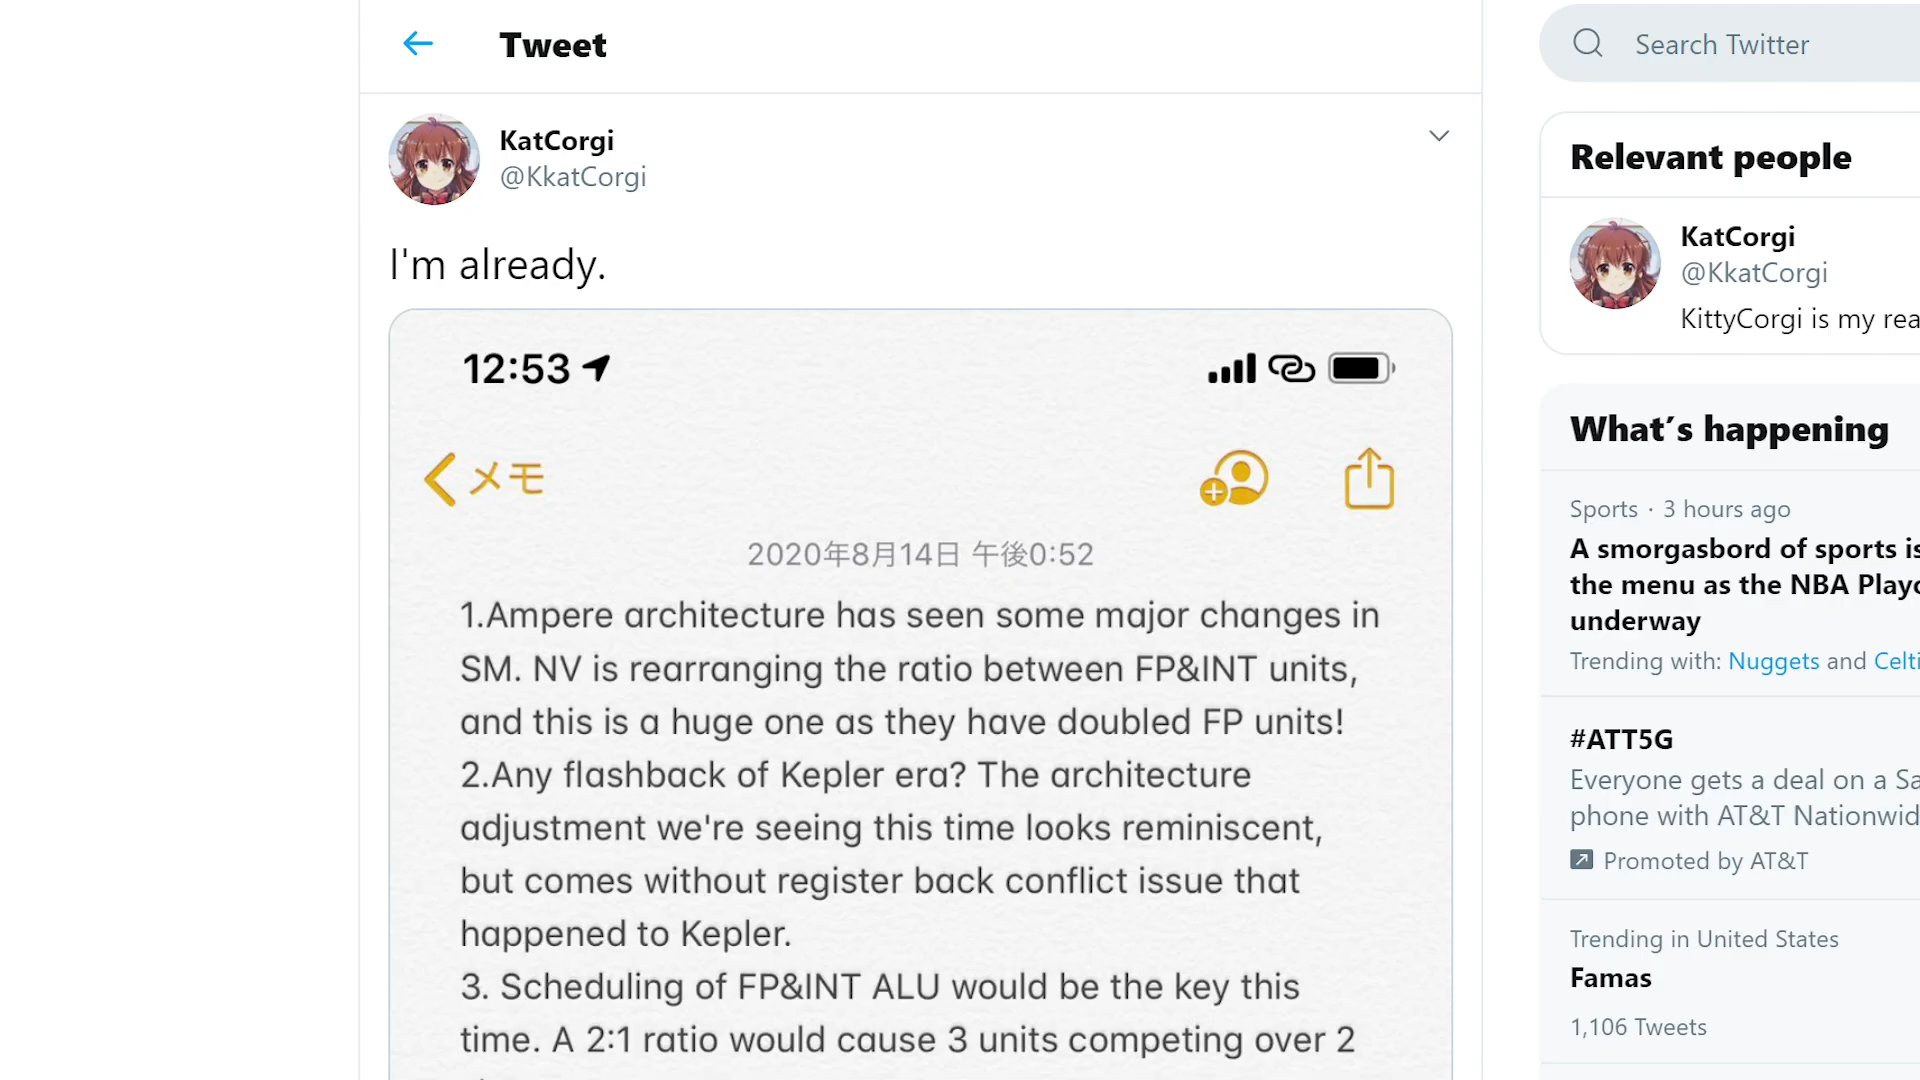 Tweet
KatCorgi
@KkatCorgi
I'm already.
12:53
メモ
2020年8月14日 午後0:52
1.Ampere architecture has seen some major changes in
SM. NV is rearranging the ratio between FP&INT units,
and this is a huge one as they have doubled FP units!
2.Any flashback of Kepler era? The architecture
adjustment we're seeing this time looks reminiscent,
but comes without register back conflict issue that
happened to Kepler.
3. Scheduling of FP&INT ALU would be the key this
time. A 2:1 ratio would cause 3 units competing over 2
Search Twitter
Relevant people
KatCorgi
@KkatCorgi
KittyCorgi is my rea
What's happening
Sports · 3 hours ago
A smorgasbord of sports is
the menu as the NBA Playo
underway
Trending with: Nuggets and Celti
#ATT5G
Everyone gets a deal on a Sa
phone with AT&T Nationwid
Promoted by AT&T
Trending in United States
Famas
1,106 Tweets